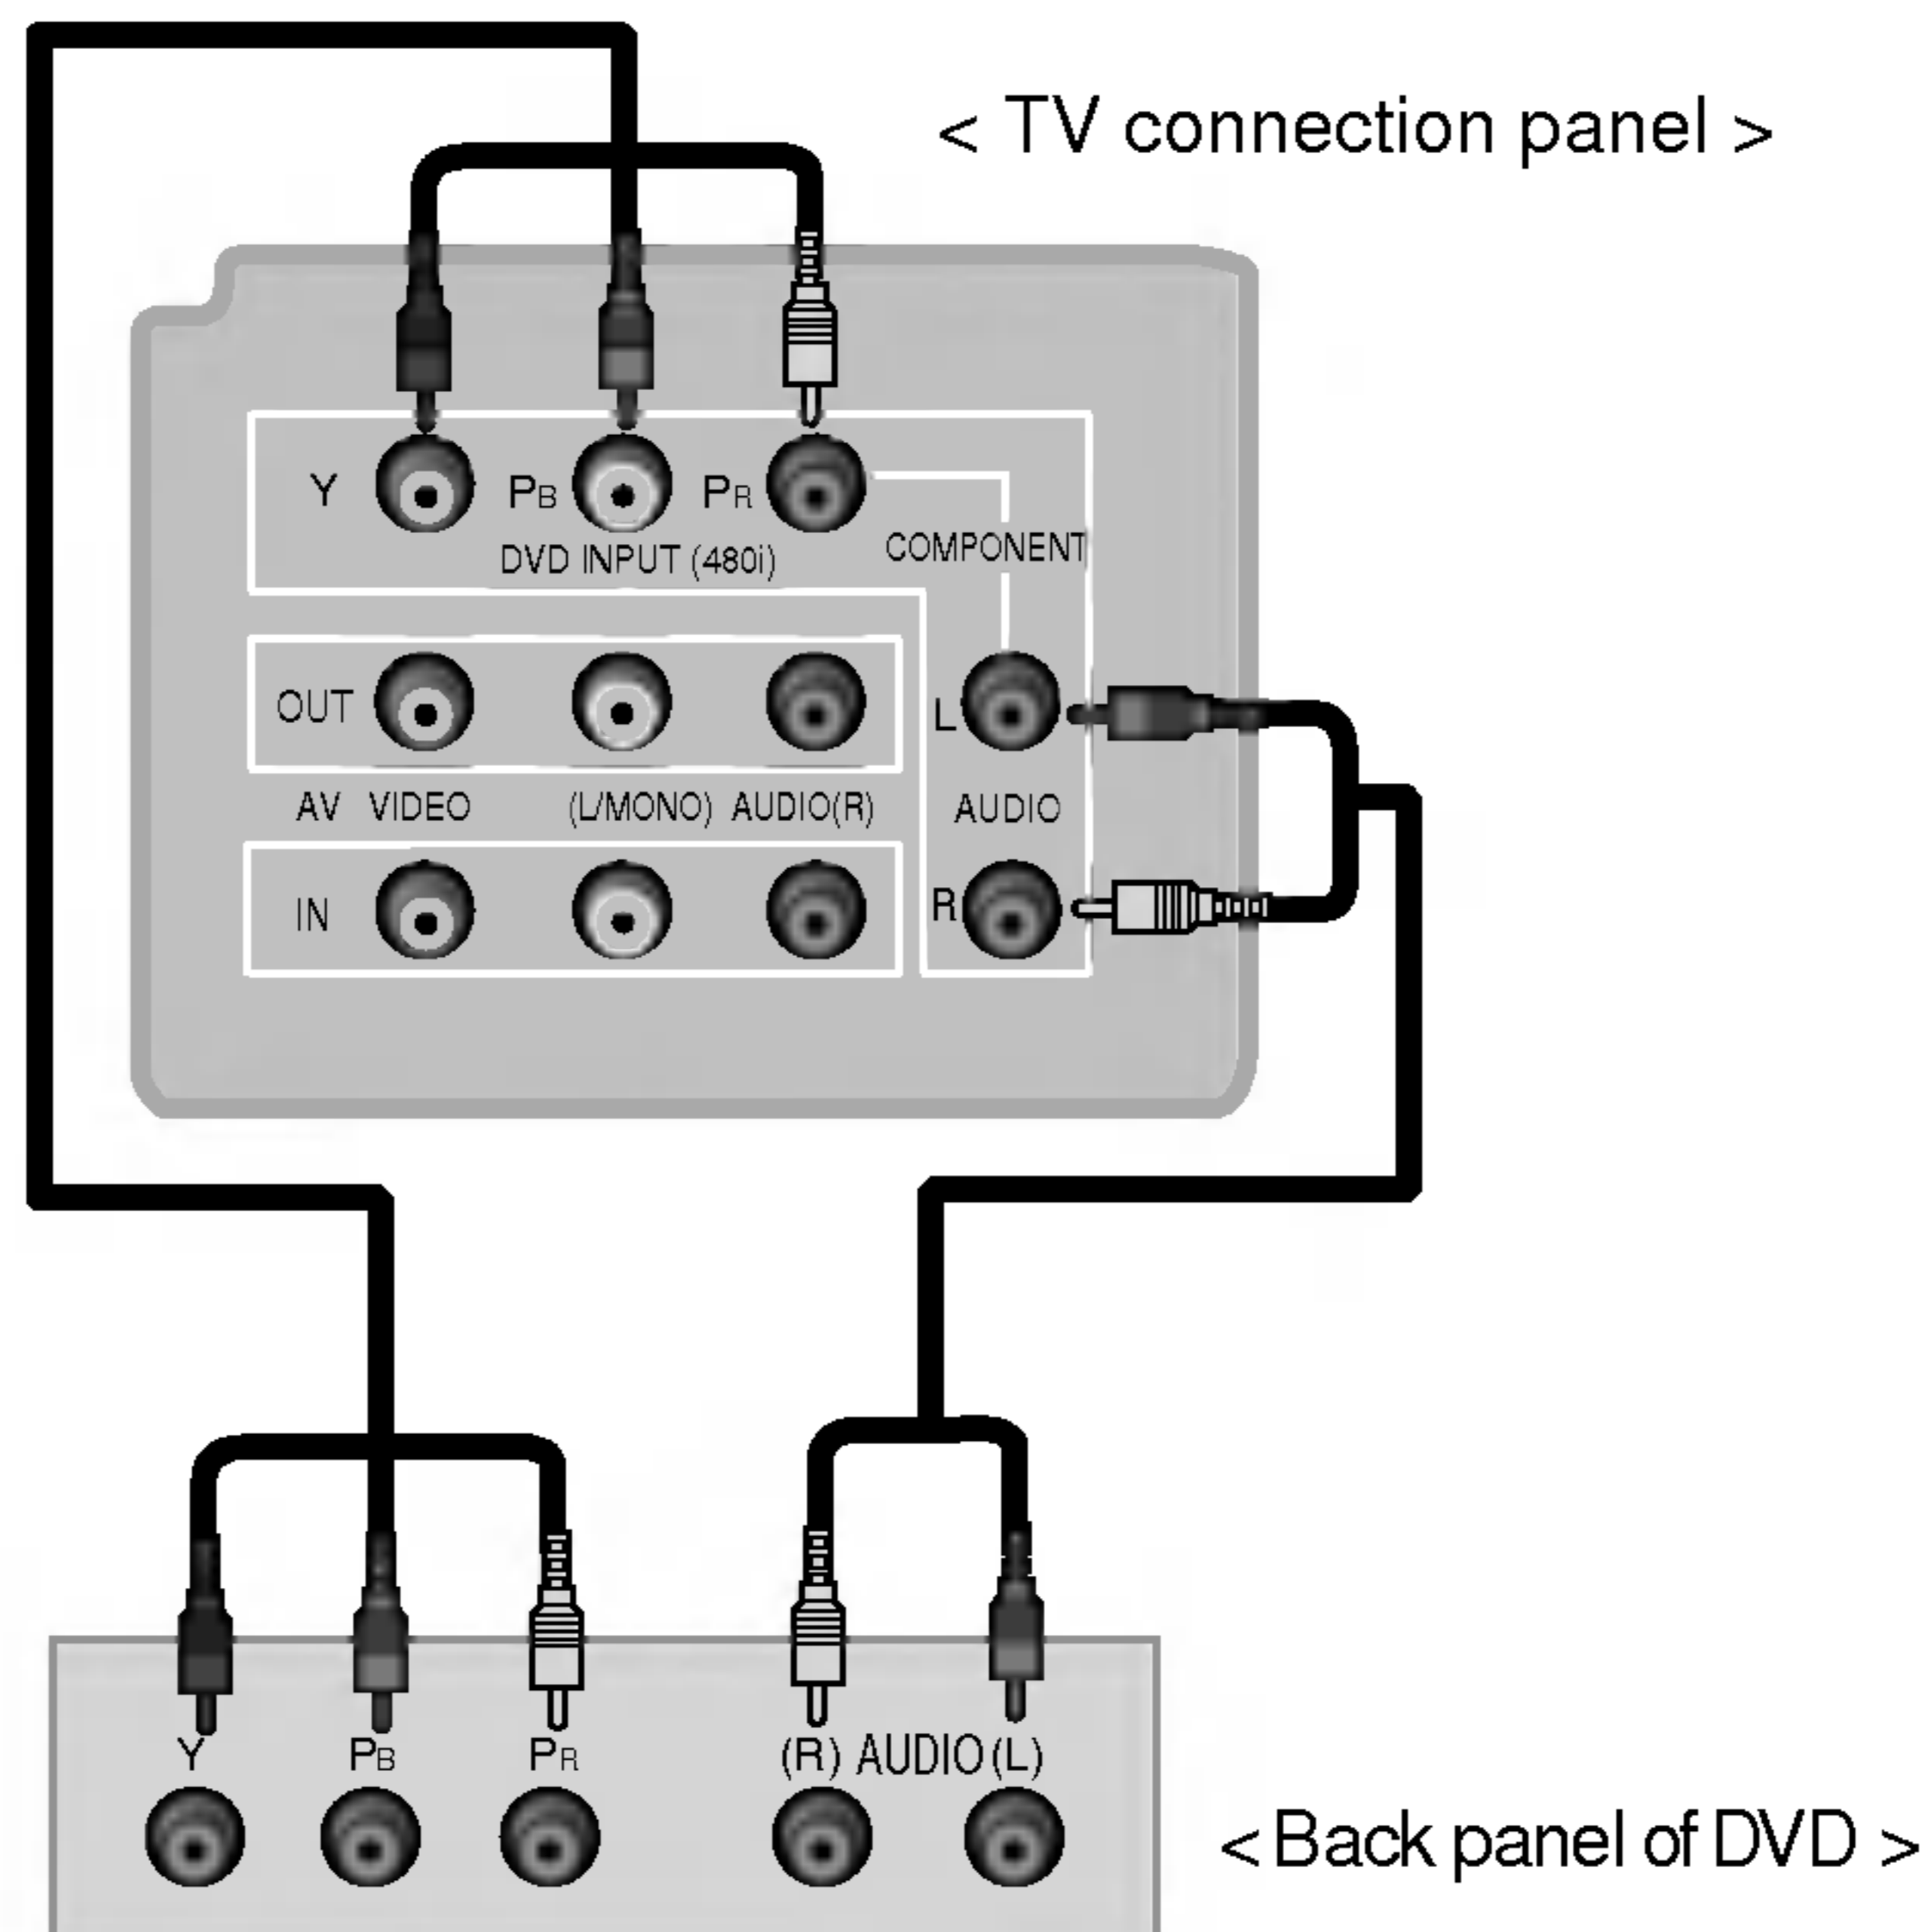 < TV connection panel >
Y PB PR
DVD INPUT (480i)
COMPONENT
OUT
L
AV VIDEO (L/MONO) AUDIO(R) AUDIO
IN
R
Y PB PR (R) AUDIO (L)
< Back panel of DVD >